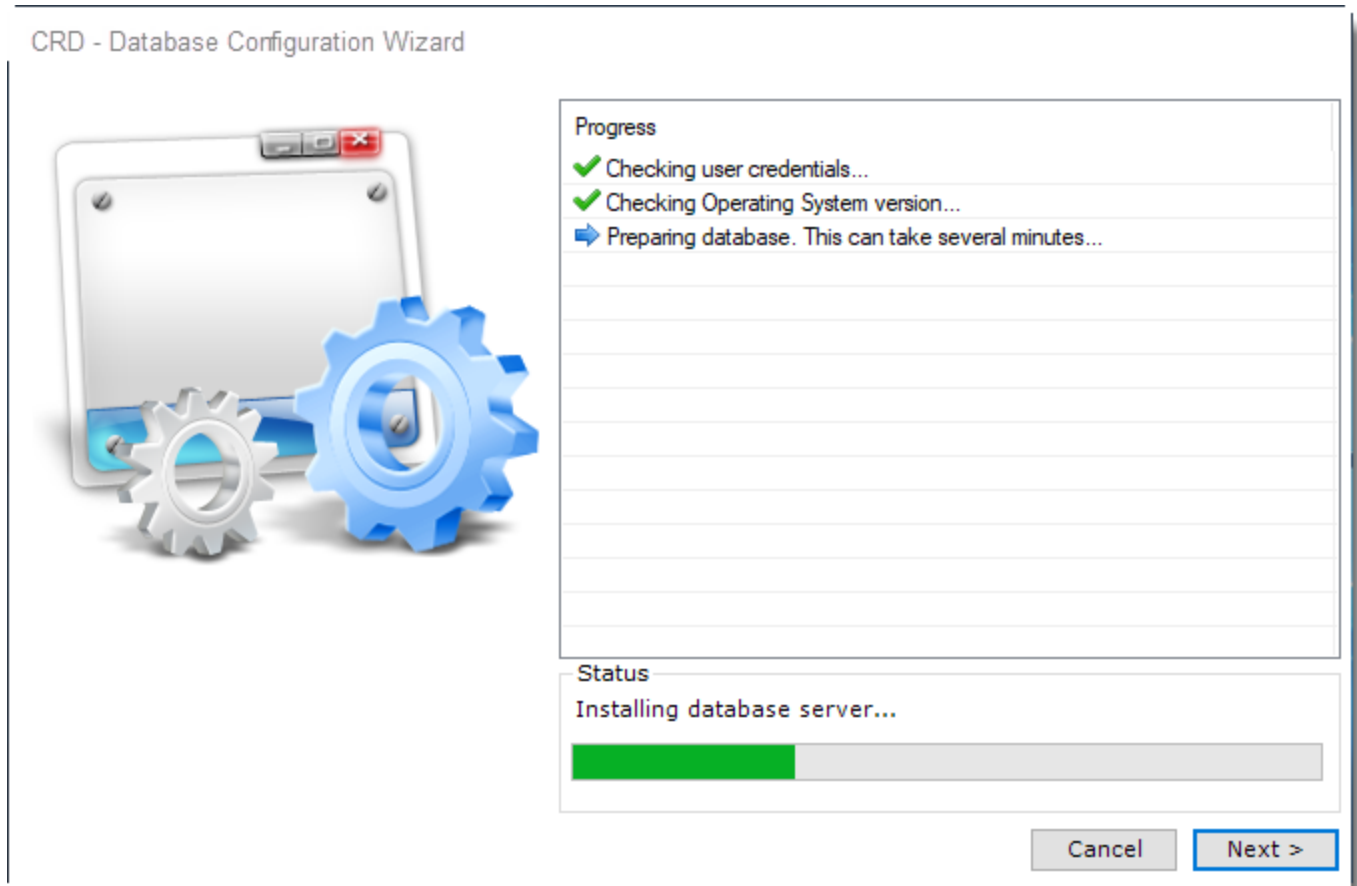 CRD - Database Configuration Wizard
Progress
Checking user credentials...
Checking Operating System version...
Preparing database. This can take several minutes...
Status
Installing database server...
Cancel
Next >